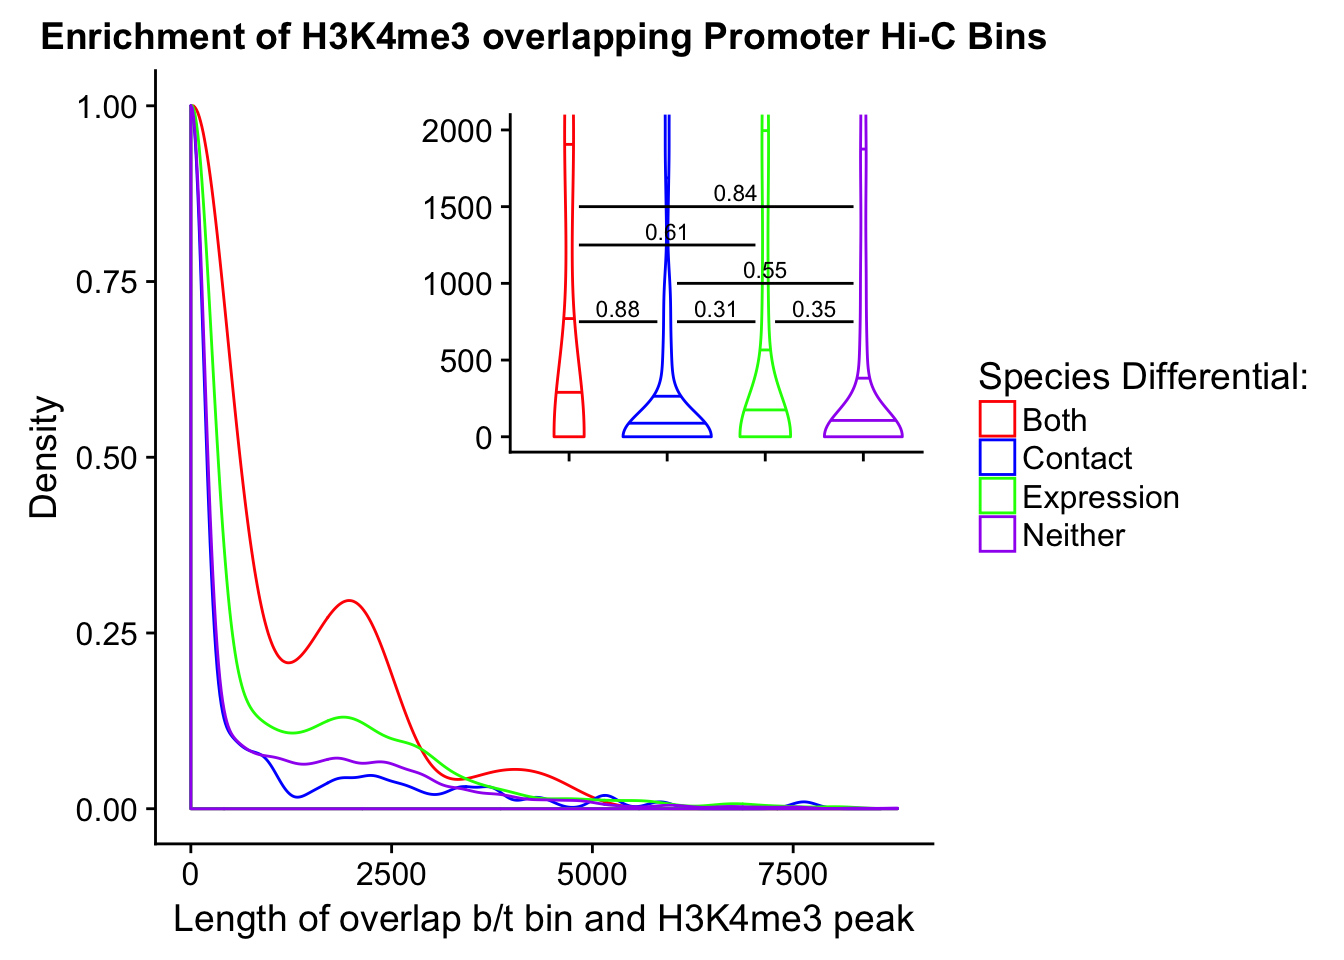 Enrichment of H3K4me3 overlapping Promoter Hi-C Bins
Density
1.00
0.75
0.50
0.25
0.00
0
2500
5000
7500
Length of overlap b/t bin and H3K4me3 peak
2000
1500
1000
500
0
0.84
0.61
0.55
0.88
0.31
0.35
Species Differential:
Both
Contact
Expression
Neither